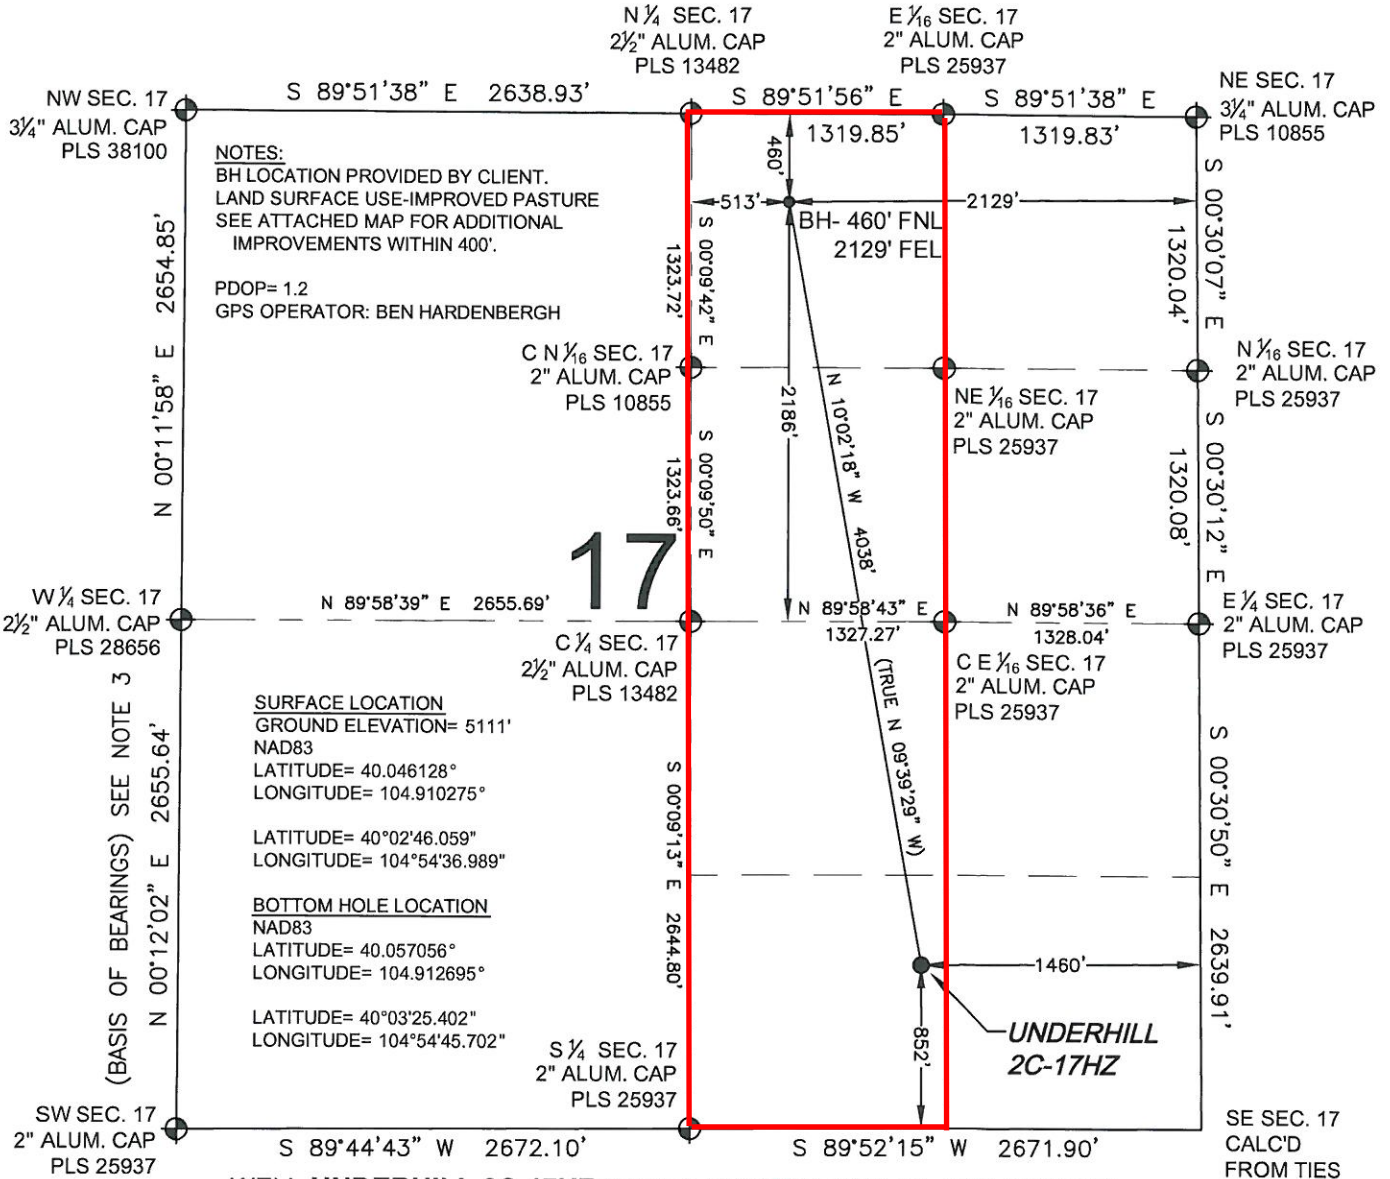 N 1/4 SEC. 17
2½" ALUM. CAP
PLS 13482
E 1/16 SEC. 17
2" ALUM. CAP
PLS 25937
NW SEC. 17
3¼" ALUM. CAP
PLS 38100
S 89°51'38" E 2638.93'
S 89°51'56" E
1319.85'
S 89°51'38" E
1319.83'
NE SEC. 17
3¼" ALUM. CAP
PLS 10855
NOTES:
BH LOCATION PROVIDED BY CLIENT.
LAND SURFACE USE-IMPROVED PASTURE
SEE ATTACHED MAP FOR ADDITIONAL
IMPROVEMENTS WITHIN 400'.
PDOP= 1.2
GPS OPERATOR: BEN HARDENBERGH
460'
513'
2129'
BH- 460' FNL
2129' FEL
N 00°11'58" E 2654.85'
S 00°09'42" E
1323.72'
S 00°30'07" E
1320.04'
C N 1/16 SEC. 17
2" ALUM. CAP
PLS 10855
NE 1/16 SEC. 17
2" ALUM. CAP
PLS 25937
N 1/16 SEC. 17
2" ALUM. CAP
PLS 25937
2186'
N 10°02'18" W 4038'
(TRUE N 09°39'29" W)
S 00°09'50" E
1323.66'
S 00°30'12" E
1320.08'
17
W 1/4 SEC. 17
2½" ALUM. CAP
PLS 28656
N 89°58'39" E 2655.69'
N 89°58'43" E
1327.27'
N 89°58'36" E
1328.04'
E 1/4 SEC. 17
2" ALUM. CAP
PLS 25937
C 1/4 SEC. 17
2½" ALUM. CAP
PLS 13482
C E 1/16 SEC. 17
2" ALUM. CAP
PLS 25937
(BASIS OF BEARINGS) SEE NOTE 3
N 00°12'02" E 2655.64'
SURFACE LOCATION
GROUND ELEVATION= 5111'
NAD83
LATITUDE= 40.046128°
LONGITUDE= 104.910275°
LATITUDE= 40°02'46.059"
LONGITUDE= 104°54'36.989"
BOTTOM HOLE LOCATION
NAD83
LATITUDE= 40.057056°
LONGITUDE= 104.912695°
LATITUDE= 40°03'25.402"
LONGITUDE= 104°54'45.702"
S 00°09'13" E 2644.80'
S 00°30'50" E 2639.91'
1460'
852'
UNDERHILL
2C-17HZ
S 1/4 SEC. 17
2" ALUM. CAP
PLS 25937
SW SEC. 17
2" ALUM. CAP
PLS 25937
S 89°44'43" W 2672.10'
S 89°52'15" W 2671.90'
SE SEC. 17
CALC'D
FROM TIES